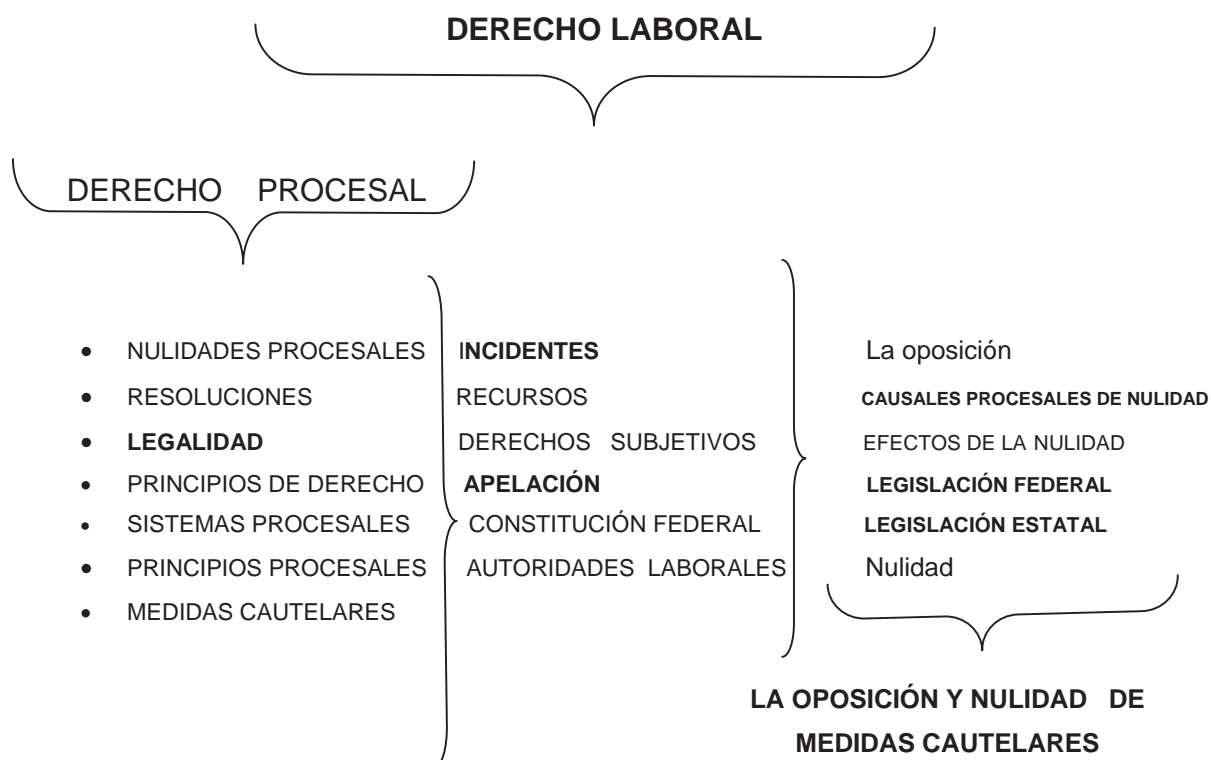 DERECHO LABORAL
DERECHO PROCESAL
• NULIDADES PROCESALES
• RESOLUCIONES
• LEGALIDAD
• PRINCIPIOS DE DERECHO
• SISTEMAS PROCESALES
• PRINCIPIOS PROCESALES
• MEDIDAS CAUTELARES
INCIDENTES
RECURSOS
DERECHOS SUBJETIVOS
APELACIÓN
CONSTITUCIÓN FEDERAL
AUTORIDADES LABORALES
La oposición
CAUSALES PROCESALES DE NULIDAD
EFECTOS DE LA NULIDAD
LEGISLACIÓN FEDERAL
LEGISLACIÓN ESTATAL
Nulidad
LA OPOSICIÓN Y NULIDAD DE
MEDIDAS CAUTELARES